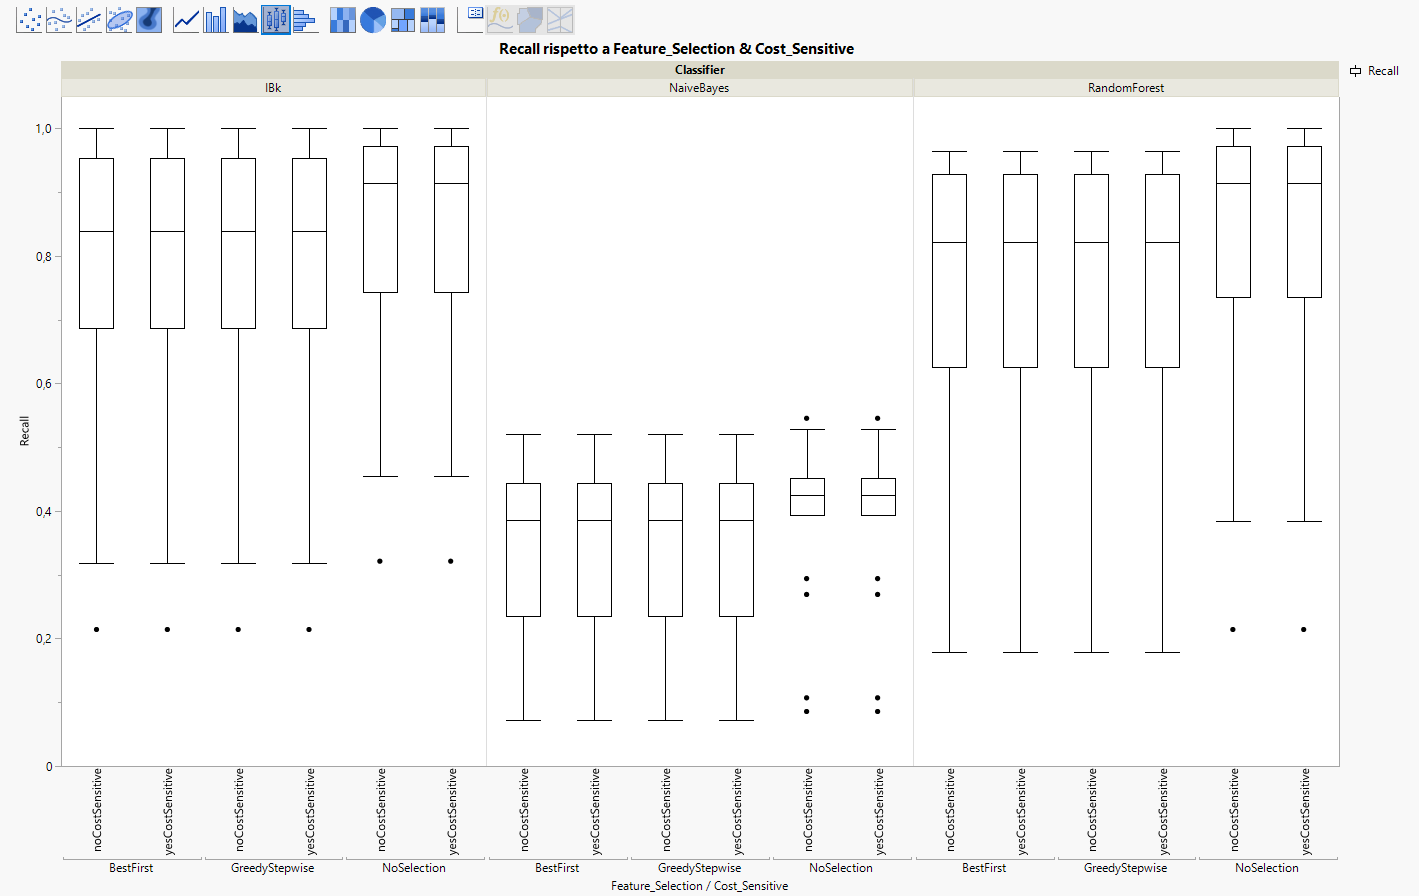 Recall rispetto a Feature_Selection & Cost_Sensitive
Classifier
IBk NaiveBayes RandomForest
Recall
1,0
0,8
0,6
0,4
0,2
0
Recall
noCostSensitive yesCostSensitive noCostSensitive yesCostSensitive noCostSensitive yesCostSensitive noCostSensitive yesCostSensitive noCostSensitive yesCostSensitive noCostSensitive yesCostSensitive noCostSensitive yesCostSensitive noCostSensitive yesCostSensitive noCostSensitive yesCostSensitive
BestFirst GreedyStepwise NoSelection BestFirst GreedyStepwise NoSelection BestFirst GreedyStepwise NoSelection
Feature_Selection / Cost_Sensitive